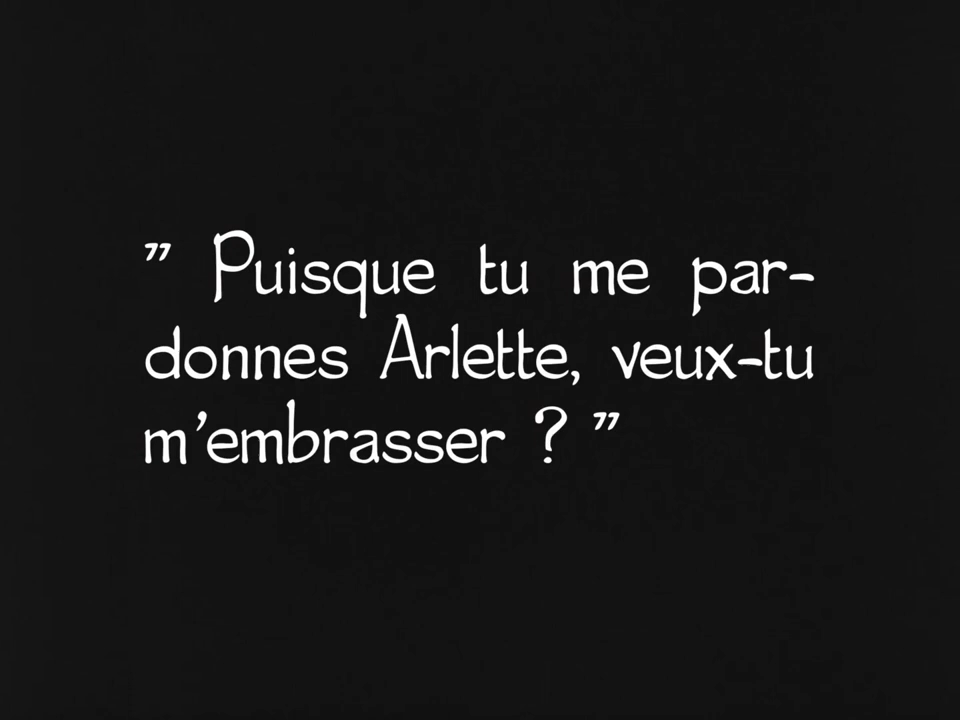 " Puisque tu me par-
donnes Arlette, veux-tu
m'embrasser ? "